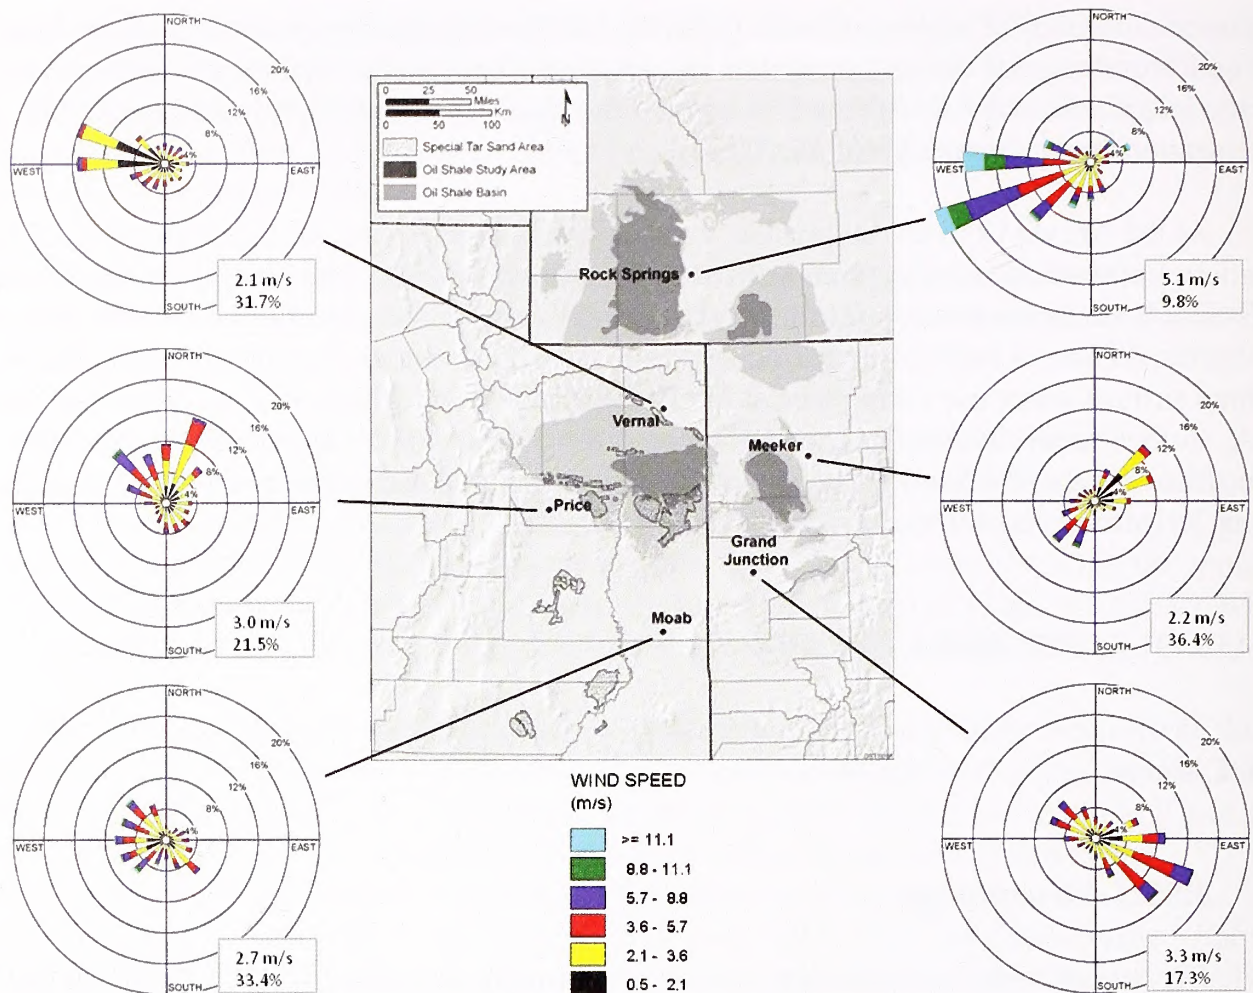 NORTH
20%
16%
12%
8%
4%
WEST
EAST
SOUTH
2.1 m/s
31.7%
NORTH
20%
16%
12%
8%
4%
WEST
EAST
SOUTH
3.0 m/s
21.5%
NORTH
20%
16%
12%
8%
4%
WEST
EAST
SOUTH
2.7 m/s
33.4%
0 25 50
Miles
Km
0 50 100
N
Special Tar Sand Area
Oil Shale Study Area
Oil Shale Basin
Rock Springs
Vernal
Meeker
Price
Grand
Junction
Moab
WIND SPEED
(m/s)
>= 11.1
8.8 - 11.1
5.7 - 8.8
3.6 - 5.7
2.1 - 3.6
0.5 - 2.1
NORTH
20%
16%
12%
8%
4%
WEST
EAST
SOUTH
5.1 m/s
9.8%
NORTH
20%
16%
12%
8%
4%
WEST
EAST
SOUTH
2.2 m/s
36.4%
NORTH
20%
16%
12%
8%
4%
WEST
EAST
SOUTH
3.3 m/s
17.3%